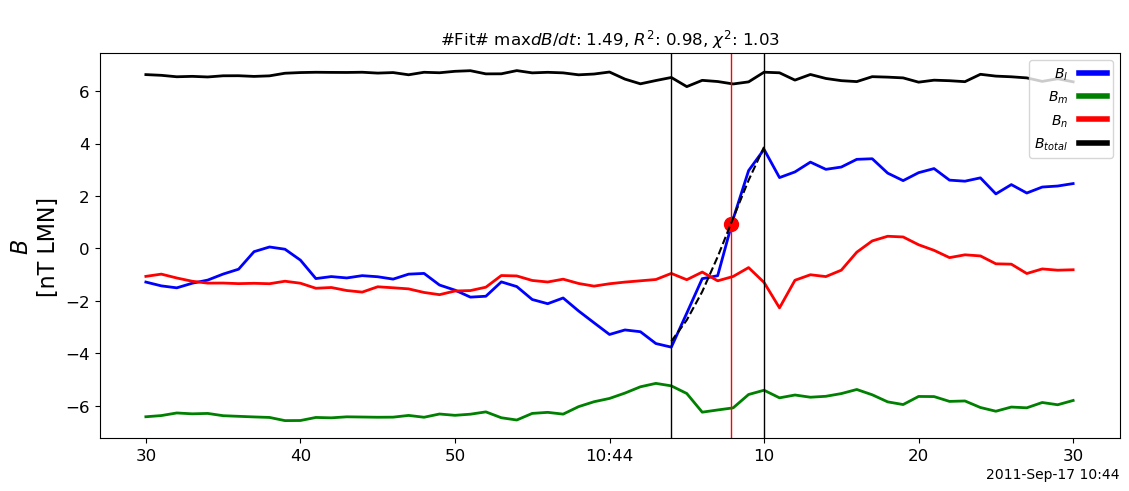 #Fit# maxdB/dt: 1.49, R²: 0.98, χ²: 1.03
B
[nT LMN]
6
4
2
0
−2
−4
−6
B_l
B_m
B_n
B_total
30 40 50 10:44 10 20 30
2011-Sep-17 10:44